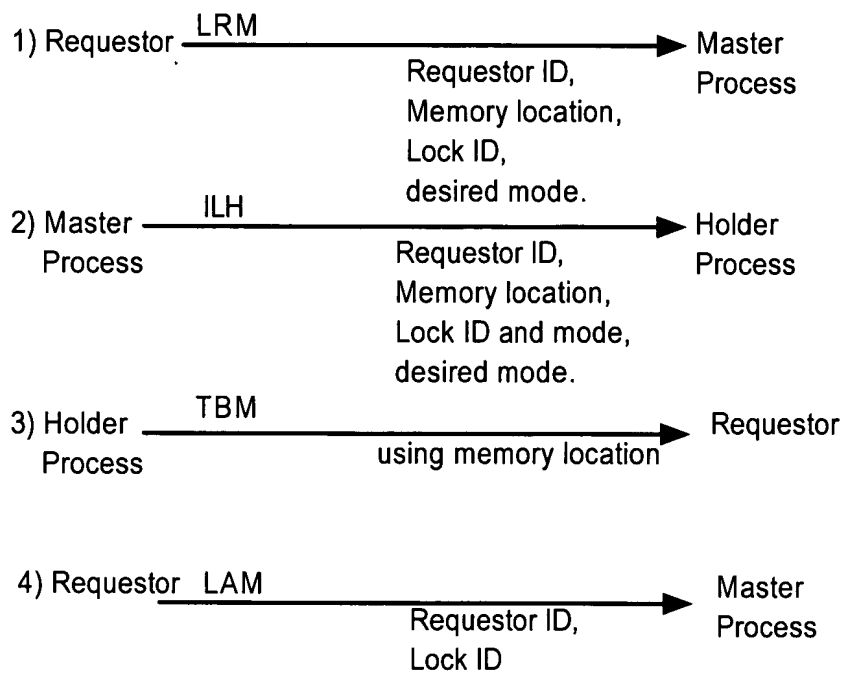 1) Requestor LRM Master
Process
Requestor ID,
Memory location,
Lock ID,
desired mode.
2) Master ILH Holder
Process Process
Requestor ID,
Memory location,
Lock ID and mode,
desired mode.
3) Holder TBM Requestor
Process using memory location
4) Requestor LAM Master
Process
Requestor ID,
Lock ID